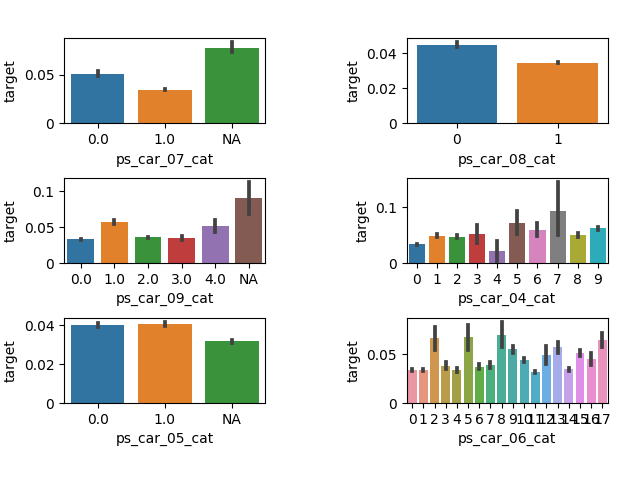 target
0.05
0
0.0 1.0 NA
ps_car_07_cat
target
0.04
0.02
0
0 1
ps_car_08_cat
target
0.1
0.05
0
0.0 1.0 2.0 3.0 4.0 NA
ps_car_09_cat
target
0.1
0
0 1 2 3 4 5 6 7 8 9
ps_car_04_cat
target
0.04
0.02
0
0.0 1.0 NA
ps_car_05_cat
target
0.05
0
0 1 2 3 4 5 6 7 8 9 10 11 12 13 14 15 16 17
ps_car_06_cat